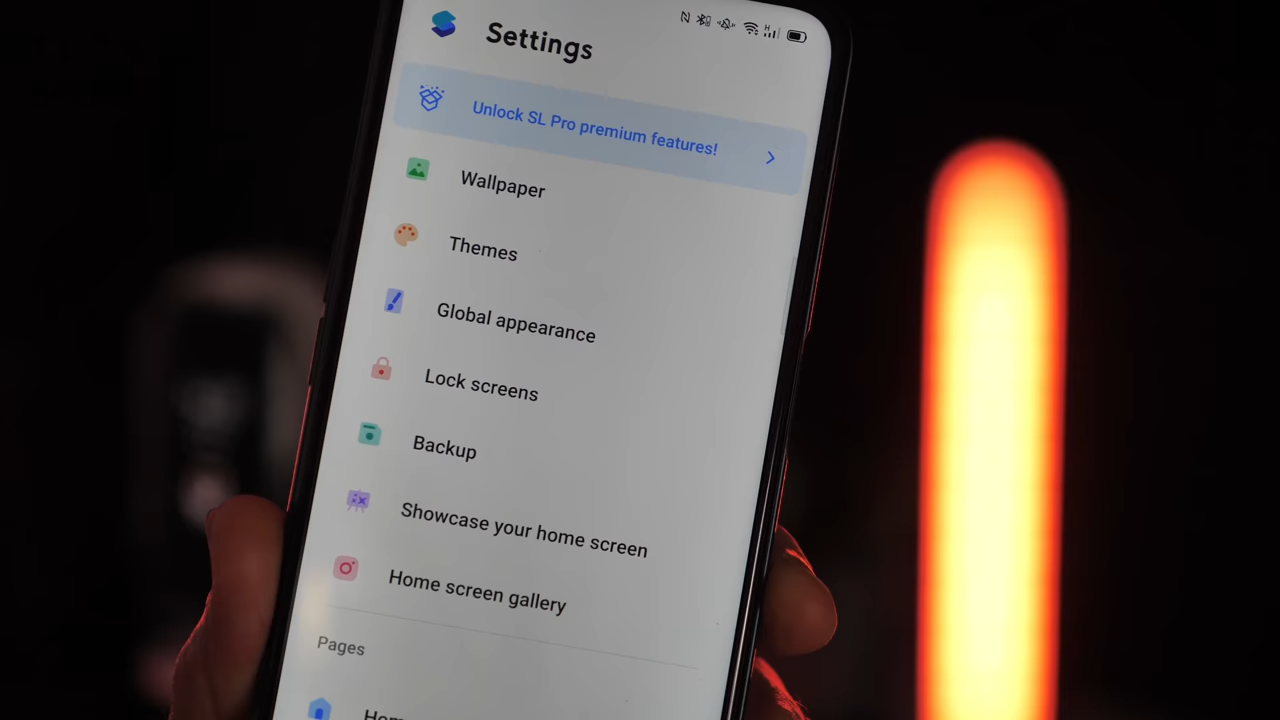 Settings
Unlock SL Pro premium features!
Wallpaper
Themes
Global appearance
Lock screens
Backup
Showcase your home screen
Home screen gallery
Pages